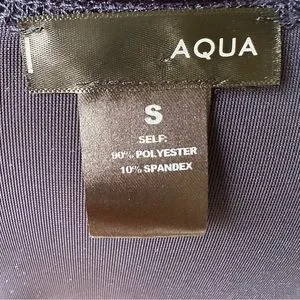 AQUA
S
SELF:
90% POLYESTER
10% SPANDEX